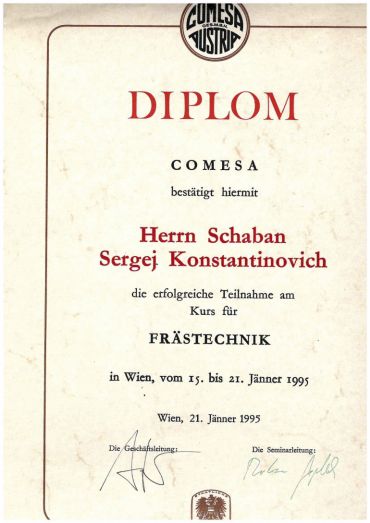 COMESA
GES.M.B.H.
AUSTRIA
DIPLOM
COMESA
bestätigt hiermit
Herrn Schaban
Sergej Konstantinovich
die erfolgreiche Teilnahme am
Kurs für
FRÄSTECHNIK
in Wien, vom 15. bis 21. Jänner 1995
Wien, 21. Jänner 1995
Die Geschäftsleitung:
Die Seminarleitung: